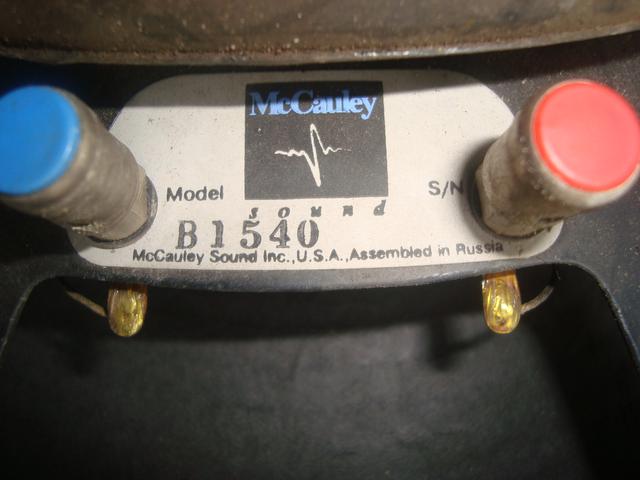 McCauley
sound
Model
S/N
B1540
McCauley Sound Inc.,U.S.A.,Assembled in Russia